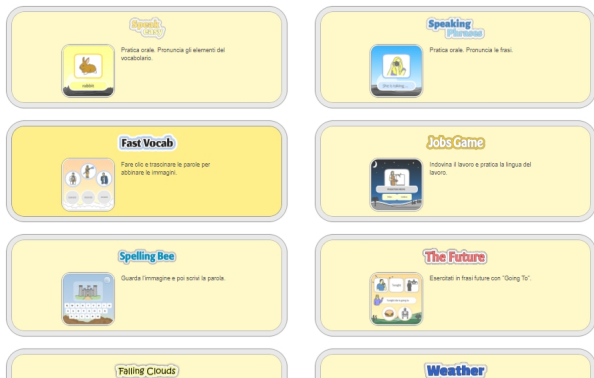 Speak Easy
Pratica orale. Pronuncia gli elementi del
vocabolario.
rabbit
Speaking
Phrases
Pratica orale. Pronuncia le frasi.
Fast Vocab
Fare clic e trascinare le parole per
abbinare le immagini.
Jobs Game
Indovina il lavoro e pratica la lingua del
lavoro.
Spelling Bee
Guarda l'immagine e poi scrivi la parola.
The Future
Esercitati in frasi future con "Going To".
Falling Clouds
Weather